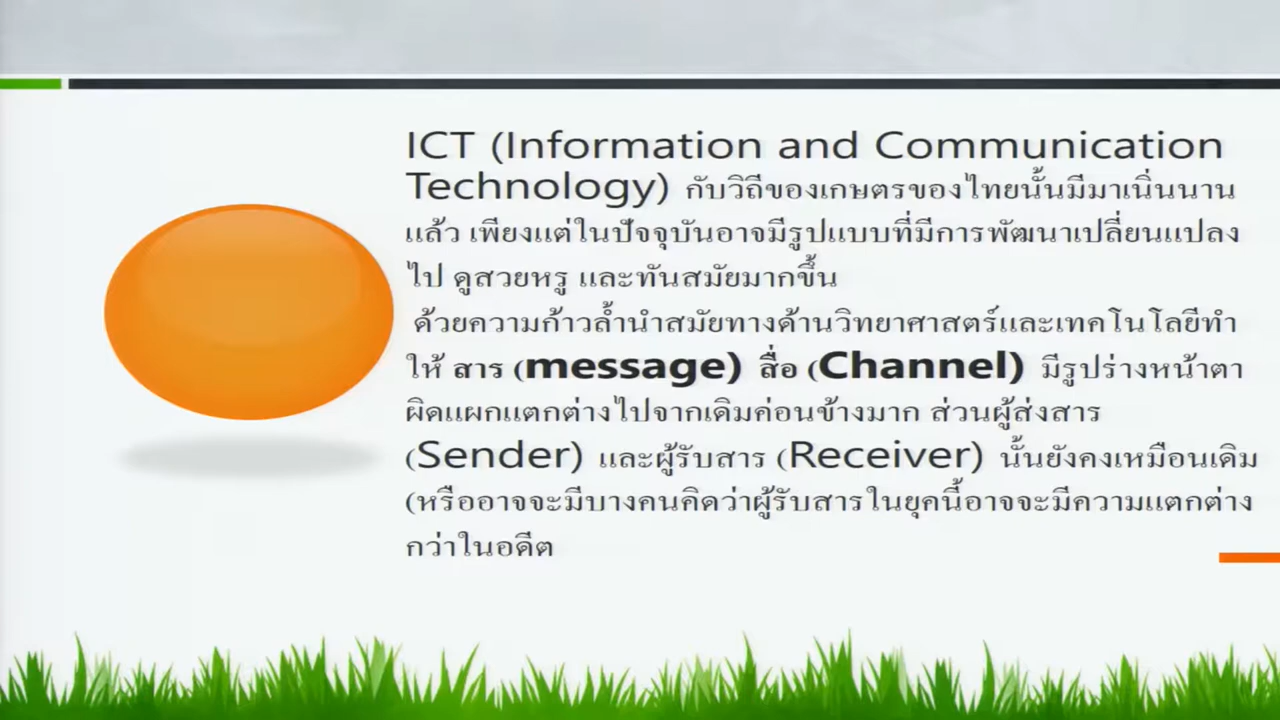 ICT (Information and Communication
Technology) กับวิถีของเกษตรของไทยนั้นมีมาเนิ่นนาน
แล้ว เพียงแต่ในปัจจุบันอาจมีรูปแบบที่มีการพัฒนาเปลี่ยนแปลง
ไป ดูสวยหรู และทันสมัยมากขึ้น
ด้วยความก้าวล้ำนำสมัยทางด้านวิทยาศาสตร์และเทคโนโลยีทำ
ให้ สาร (message) สื่อ (Channel) มีรูปร่างหน้าตา
ผิดแผกแตกต่างไปจากเดิมค่อนข้างมาก ส่วนผู้ส่งสาร
(Sender) และผู้รับสาร (Receiver) นั้นยังคงเหมือนเดิม
(หรืออาจจะมีบางคนคิดว่าผู้รับสารในยุคนี้อาจจะมีความแตกต่าง
กว่าในอดีต